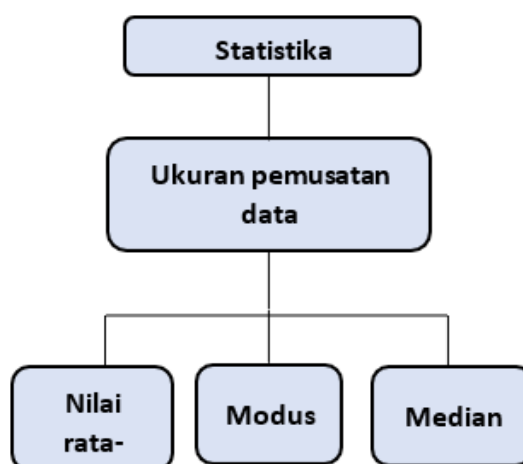 Statistika
Ukuran pemusatan
data
Nilai
rata-
Modus
Median